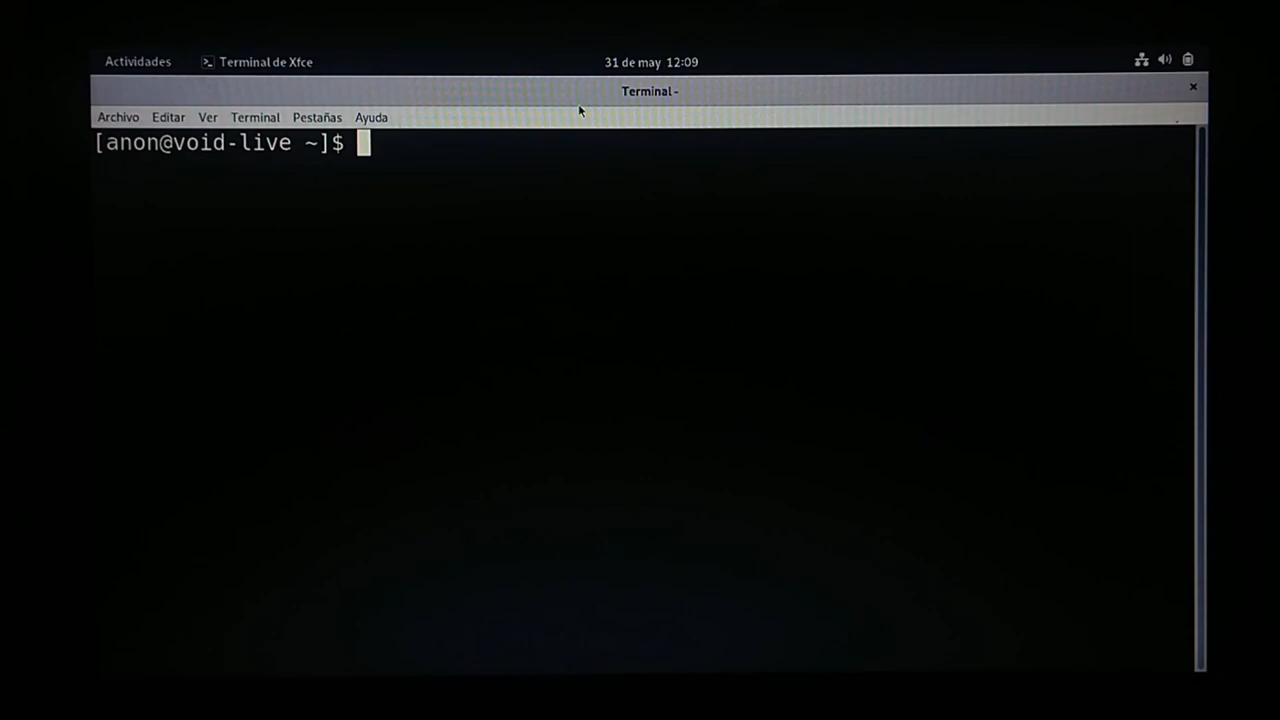 Actividades
Terminal de Xfce
31 de may 12:09
Terminal -
Archivo Editar Ver Terminal Pestañas Ayuda
[anon@void-live ~]$